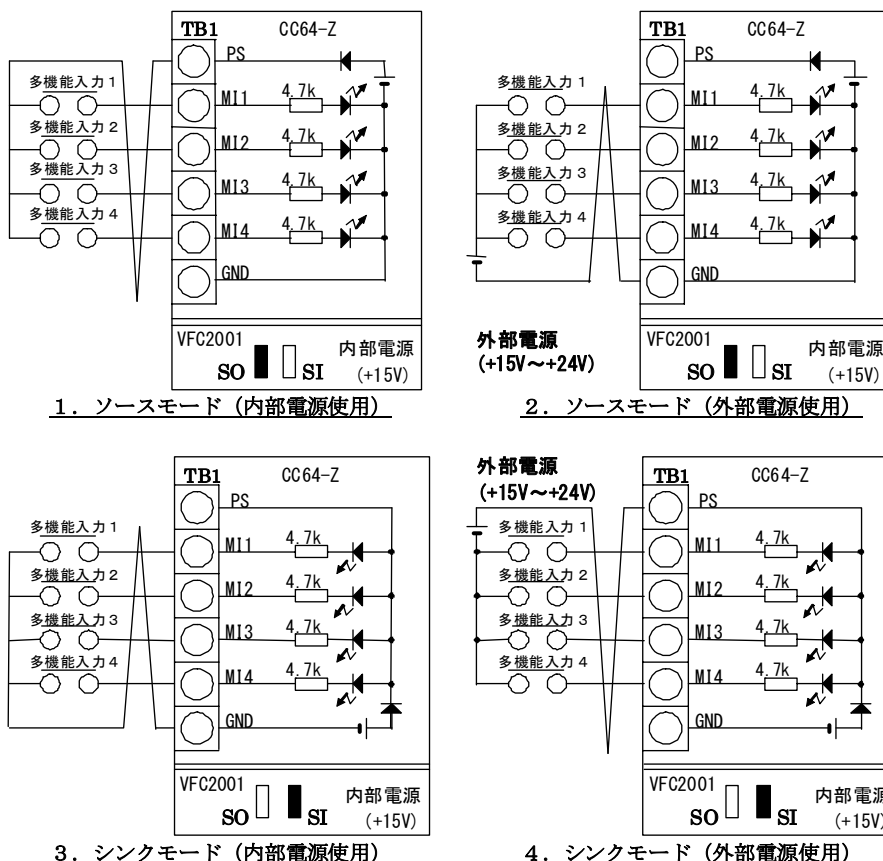 TB1 CC64-Z
PS
多機能入力1
MI1 4.7k
多機能入力2
MI2 4.7k
多機能入力3
MI3 4.7k
多機能入力4
MI4 4.7k
GND
VFC2001
SO SI
内部電源
(+15V)
1. ソースモード (内部電源使用)
TB1 CC64-Z
PS
多機能入力1
MI1 4.7k
多機能入力2
MI2 4.7k
多機能入力3
MI3 4.7k
多機能入力4
MI4 4.7k
GND
外部電源
(+15V～+24V)
VFC2001
SO SI
内部電源
(+15V)
2. ソースモード (外部電源使用)
TB1 CC64-Z
PS
多機能入力1
MI1 4.7k
多機能入力2
MI2 4.7k
多機能入力3
MI3 4.7k
多機能入力4
MI4 4.7k
GND
VFC2001
SO SI
内部電源
(+15V)
3. シンクモード (内部電源使用)
外部電源
(+15V～+24V)
TB1 CC64-Z
PS
多機能入力1
MI1 4.7k
多機能入力2
MI2 4.7k
多機能入力3
MI3 4.7k
多機能入力4
MI4 4.7k
GND
VFC2001
SO SI
内部電源
(+15V)
4. シンクモード (外部電源使用)